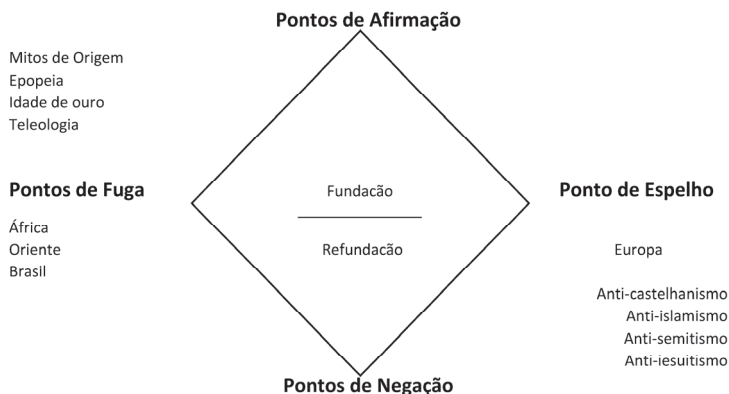 Pontos de Afirmação
Mitos de Origem
Epopeia
Idade de ouro
Teleologia
Pontos de Fuga
África
Oriente
Brasil
Fundacão
Refundacão
Ponto de Espelho
Europa
Anti-castelhanismo
Anti-islamismo
Anti-semitismo
Anti-iesuitismo
Pontos de Negação